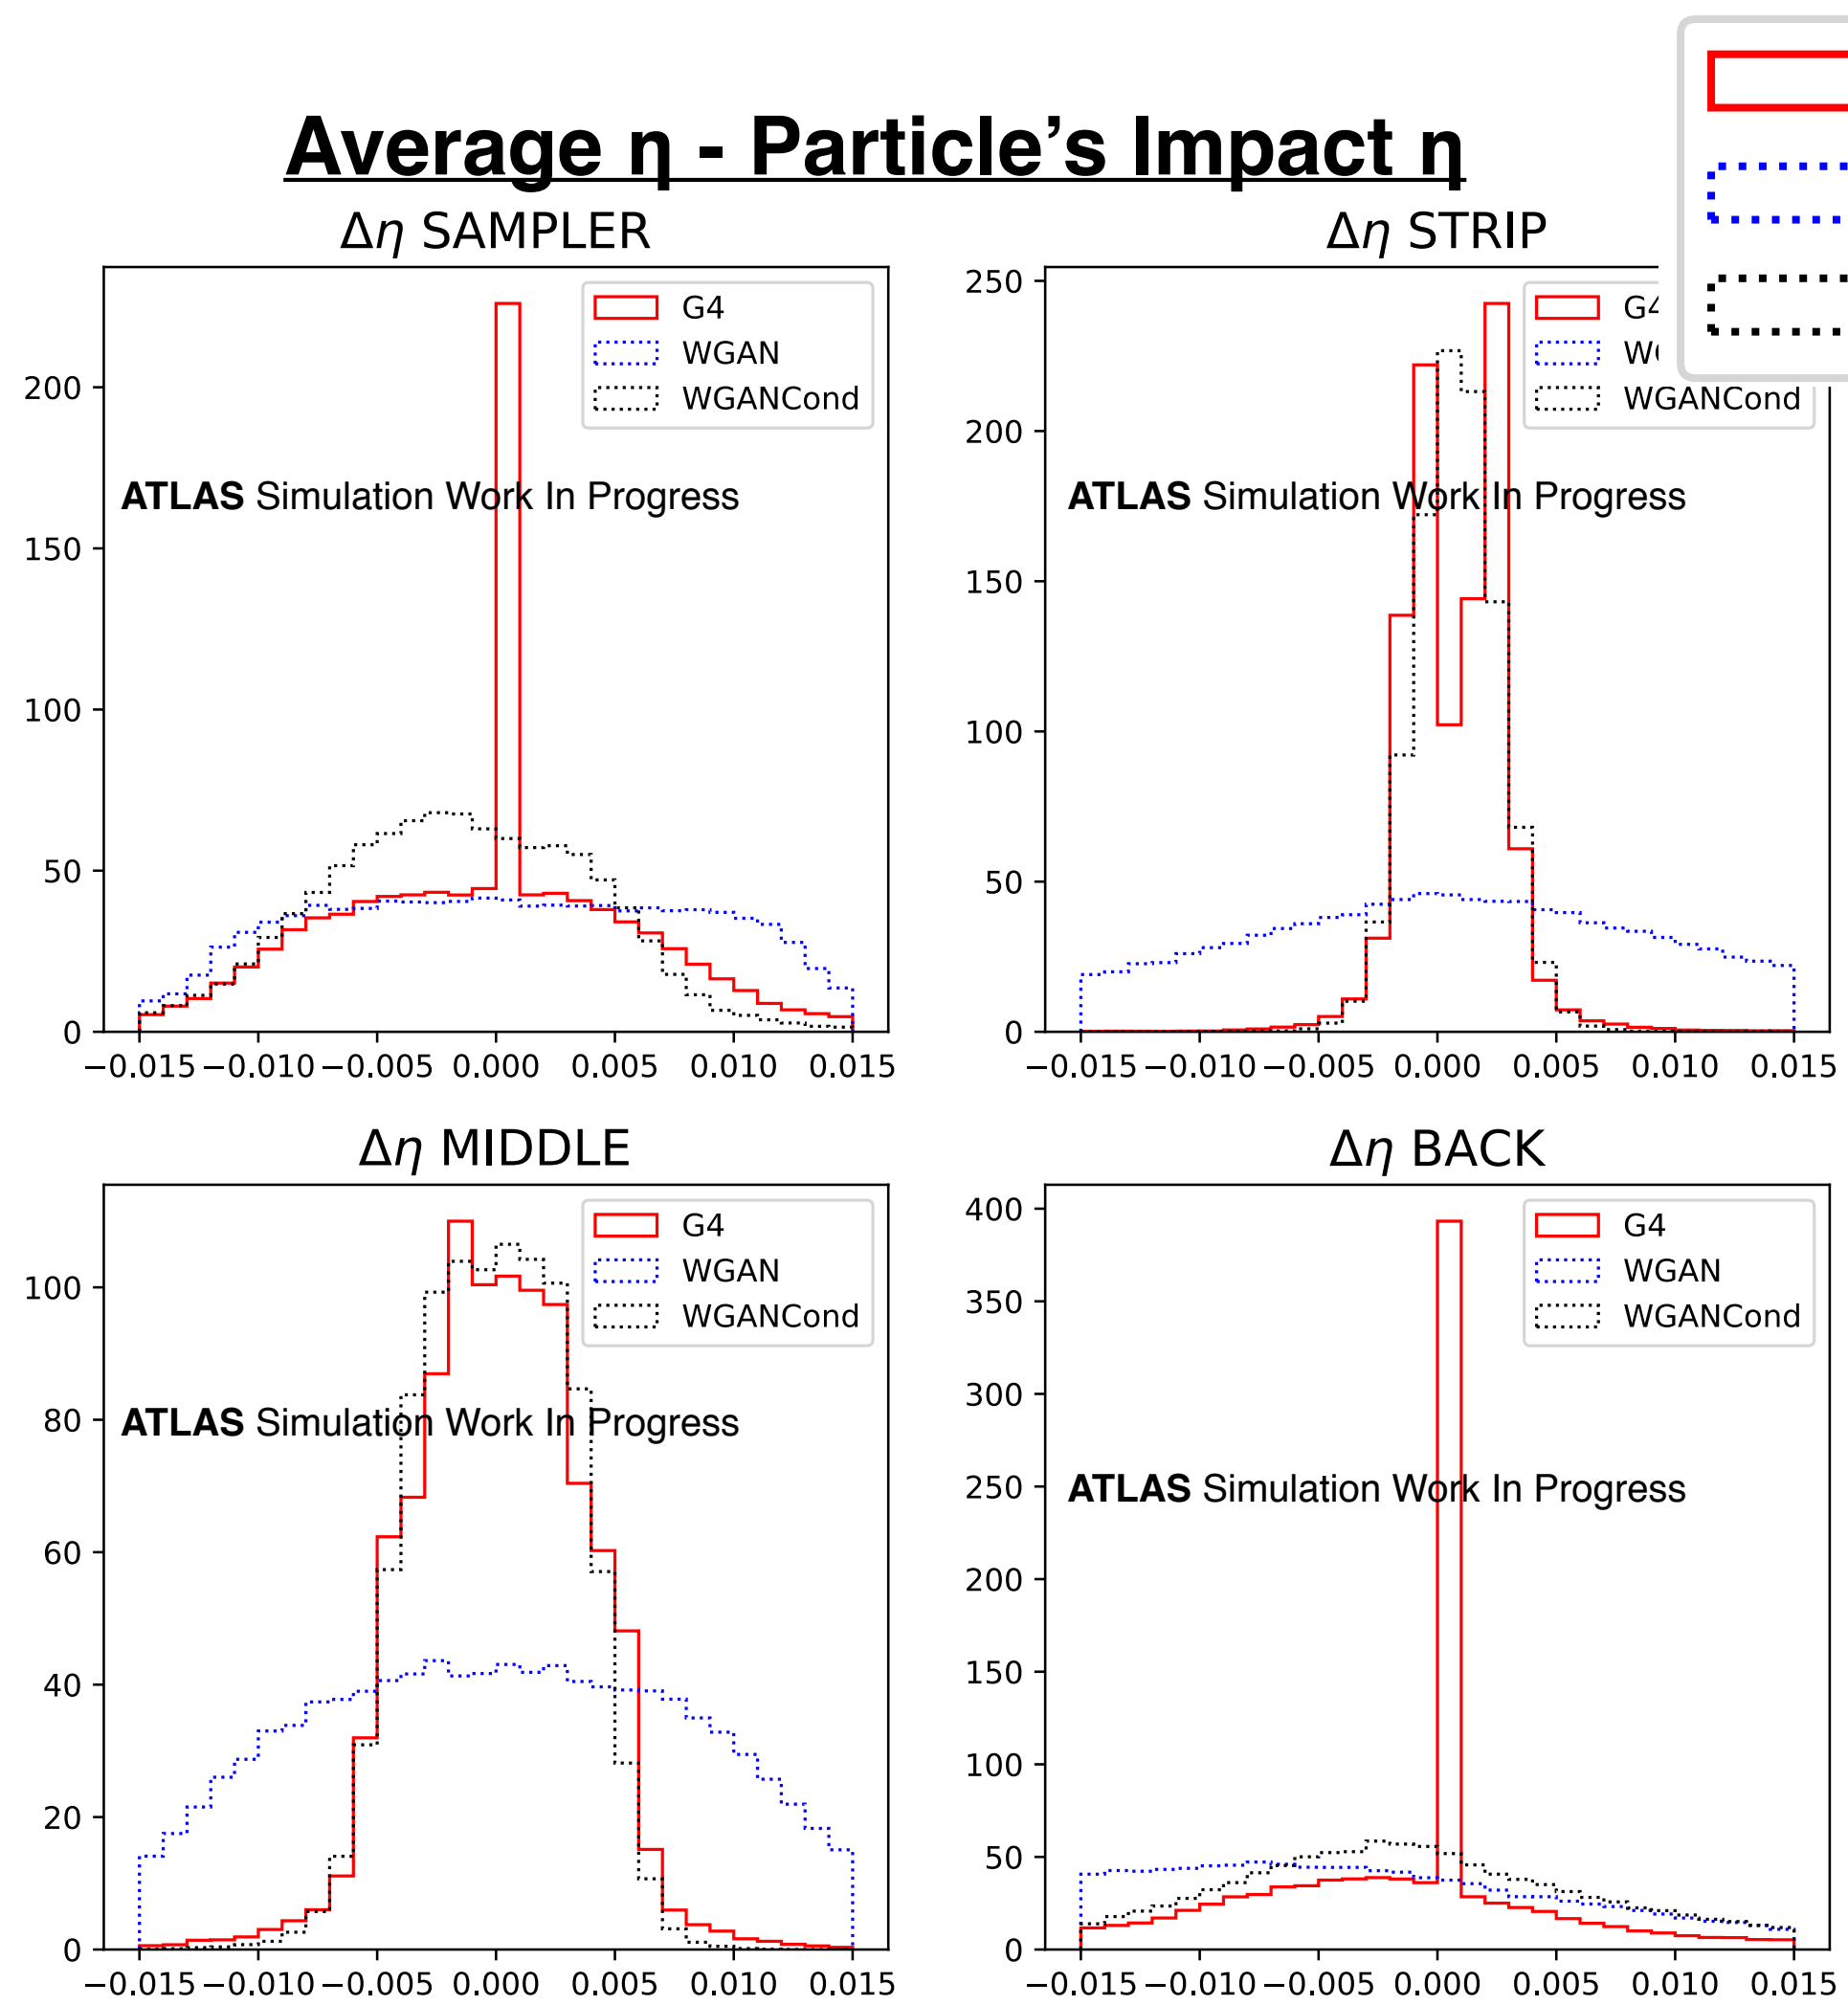 Average η - Particle's Impact η
Δη SAMPLER
G4
WGAN
WGANCond
ATLAS Simulation Work In Progress
200
150
100
50
0
−0.015 −0.010 −0.005 0.000 0.005 0.010 0.015
Δη STRIP
G4
WGANCond
ATLAS Simulation Work In Progress
250
200
150
100
50
0
−0.015 −0.010 −0.005 0.000 0.005 0.010 0.015
Δη MIDDLE
G4
WGAN
WGANCond
ATLAS Simulation Work In Progress
100
80
60
40
20
0
−0.015 −0.010 −0.005 0.000 0.005 0.010 0.015
Δη BACK
G4
WGAN
WGANCond
ATLAS Simulation Work In Progress
400
350
300
250
200
150
100
50
0
−0.015 −0.010 −0.005 0.000 0.005 0.010 0.015